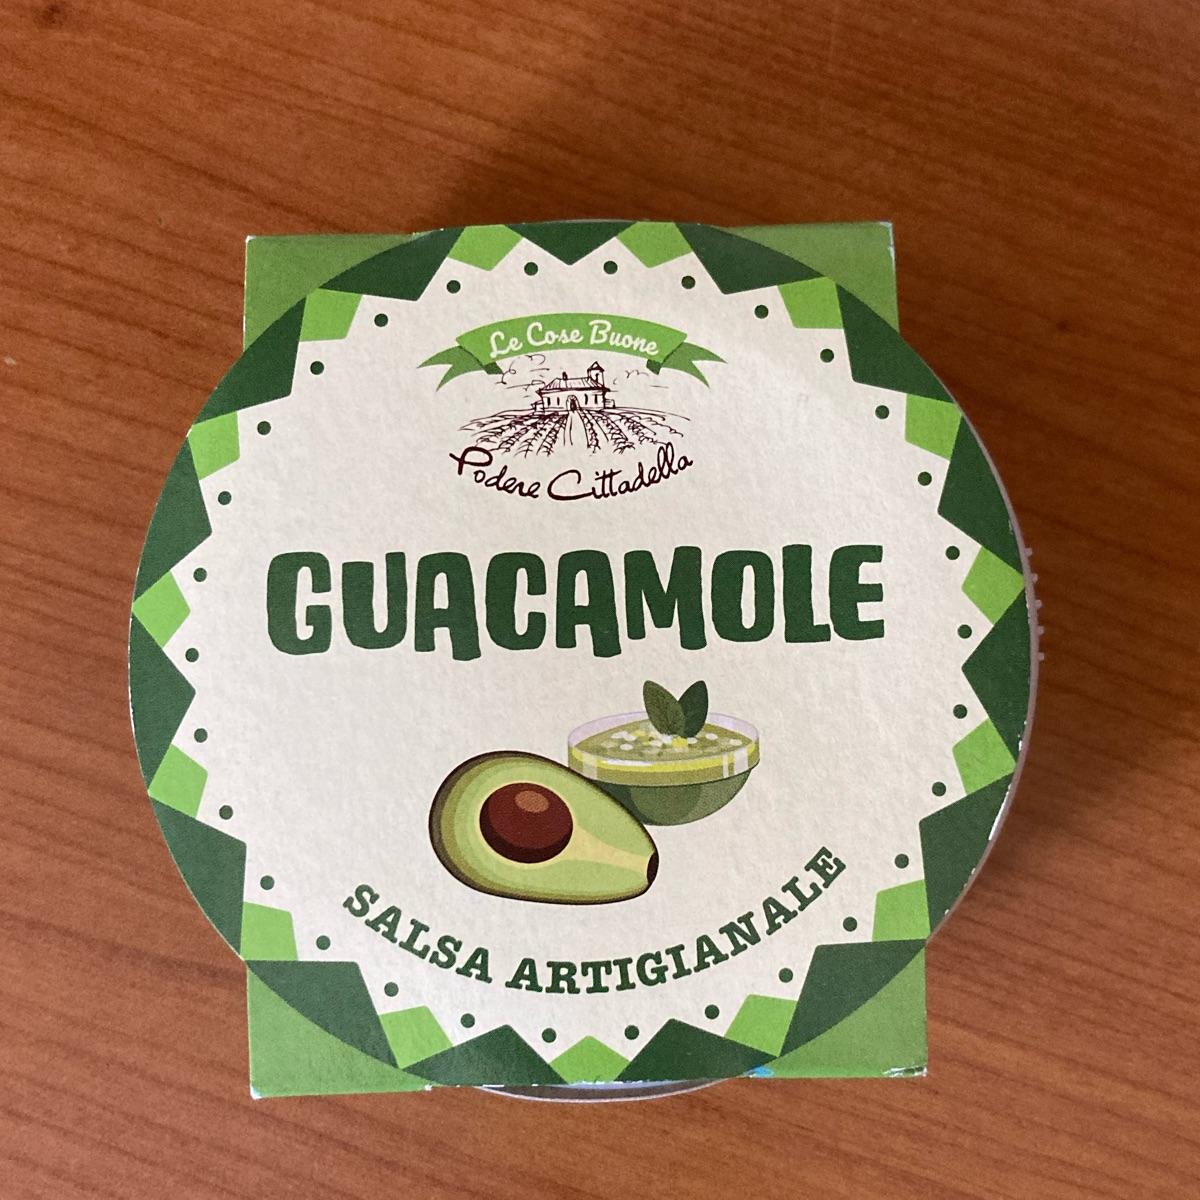 Le Cose Buone
Podere Cittadella
GUACAMOLE
SALSA ARTIGIANALE